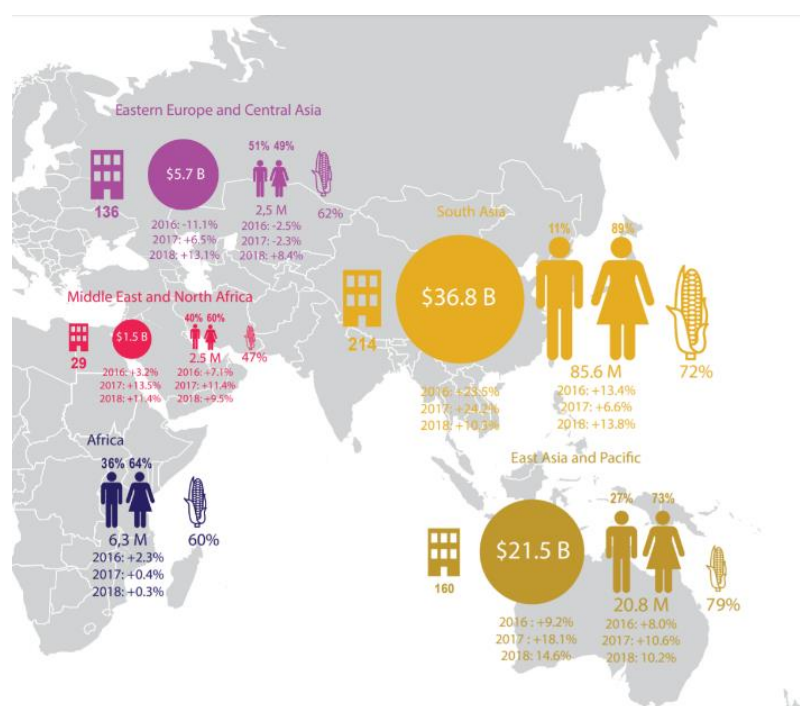 Eastern Europe and Central Asia
51% 49%
$5.7 B
136
2,5 M
62%
2016: -11.1%
2017: +6.5%
2018: +13.1%
2016: -2.5%
2017: -2.3%
2018: +8.4%
South Asia
11% 89%
$36.8 B
214
85.6 M
72%
2016: +23.5%
2017: +24.2%
2018: +10.3%
2016: +13.4%
2017: +6.6%
2018: +13.8%
Middle East and North Africa
40% 60%
$1.5 B
29
2.5 M
47%
2016: +3.2%
2017: +13.5%
2018: +11.4%
2016: +7.1%
2017: +11.4%
2018: +9.5%
Africa
36% 64%
6,3 M
60%
2016: +2.3%
2017: +0.4%
2018: +0.3%
East Asia and Pacific
27% 73%
$21.5 B
160
20.8 M
79%
2016 : +9.2%
2017 : +18.1%
2018: 14.6%
2016: +8.0%
2017: +10.6%
2018: 10.2%